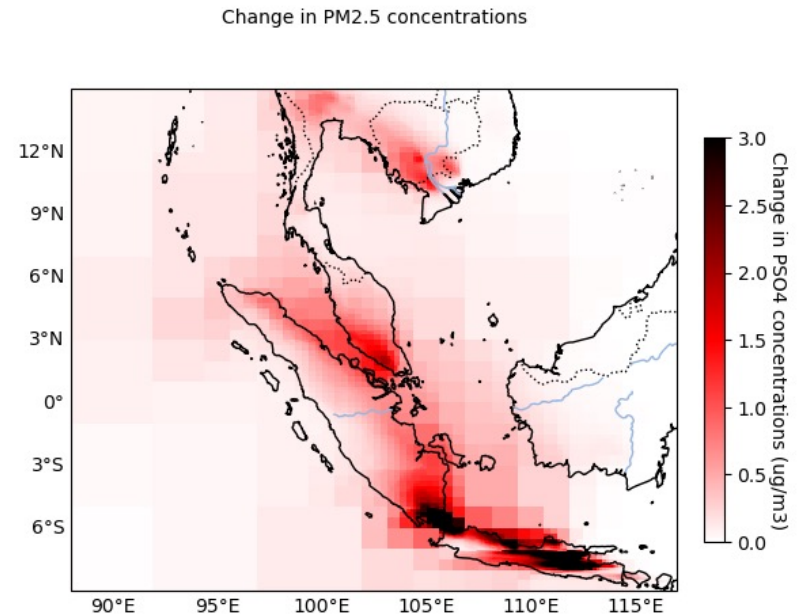 Change in PM2.5 concentrations
12°N
9°N
6°N
3°N
0°
3°S
6°S
90°E
95°E
100°E
105°E
110°E
115°E
3.0
2.5
2.0
1.5
1.0
0.5
0.0
Change in PSO4 concentrations (ug/m3)